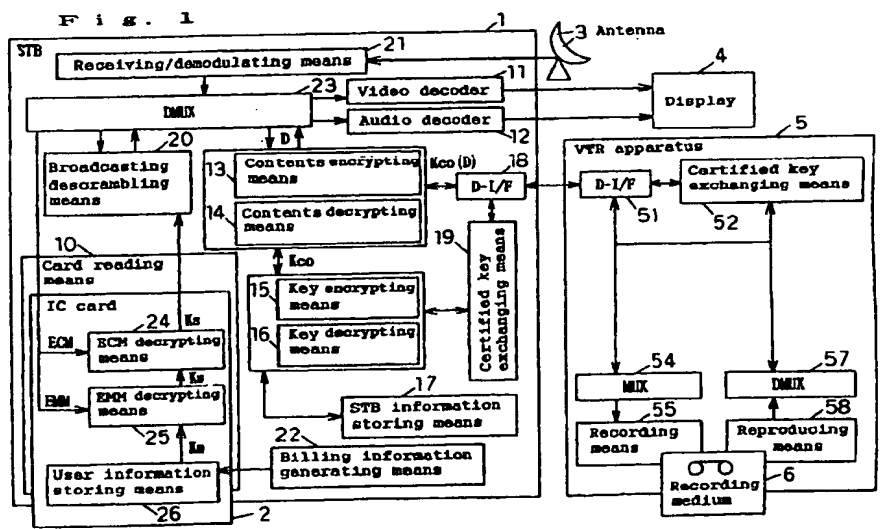 Fig. 1
1
STB
21
Receiving/demodulating means
3 Antenna
23
DMUX
11
Video decoder
Audio decoder
12
4
Display
20
Broadcasting
descrambling
means
D
13
Contents encrypting
means
14
Contents decrypting
means
Kco(D)
18
D-I/F
5
VTR apparatus
D-I/F
51
Certified key
exchanging means
52
10
Card reading
means
IC card
Ks
ECM
24
ECM decrypting
means
EMM
EMM decrypting
means
25
User information
storing means
26
2
Kco
15
Key encrypting
means
16
Key decrypting
means
19
Certified key
exchanging means
17
STB information
storing means
22
Billing information
generating means
54
MUX
55
Recording
means
57
DMUX
58
Reproducing
means
Recording
medium
6